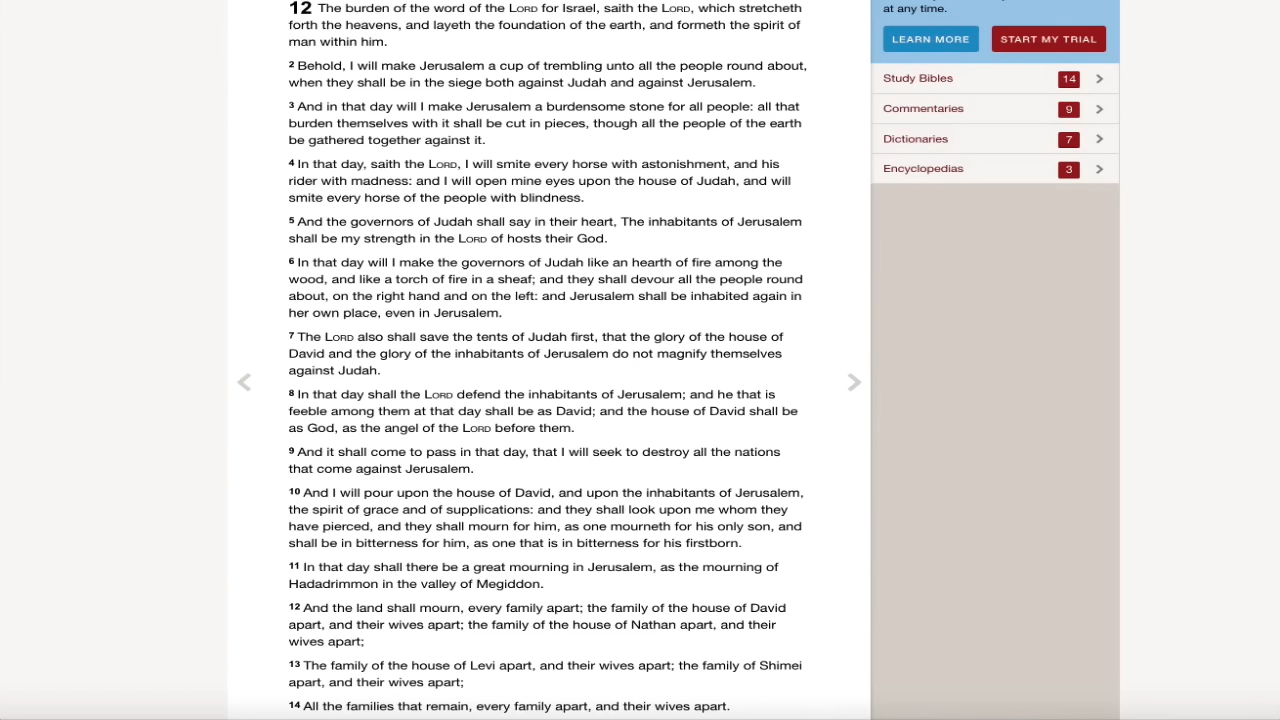 12 The burden of the word of the LORD for Israel, saith the LORD, which stretcheth
forth the heavens, and layeth the foundation of the earth, and formeth the spirit of
man within him.
2 Behold, I will make Jerusalem a cup of trembling unto all the people round about,
when they shall be in the siege both against Judah and against Jerusalem.
3 And in that day will I make Jerusalem a burdensome stone for all people: all that
burden themselves with it shall be cut in pieces, though all the people of the earth
be gathered together against it.
4 In that day, saith the LORD, I will smite every horse with astonishment, and his
rider with madness: and I will open mine eyes upon the house of Judah, and will
smite every horse of the people with blindness.
5 And the governors of Judah shall say in their heart, The inhabitants of Jerusalem
shall be my strength in the LORD of hosts their God.
6 In that day will I make the governors of Judah like an hearth of fire among the
wood, and like a torch of fire in a sheaf; and they shall devour all the people round
about, on the right hand and on the left: and Jerusalem shall be inhabited again in
her own place, even in Jerusalem.
7 The LORD also shall save the tents of Judah first, that the glory of the house of
David and the glory of the inhabitants of Jerusalem do not magnify themselves
against Judah.
8 In that day shall the LORD defend the inhabitants of Jerusalem; and he that is
feeble among them at that day shall be as David; and the house of David shall be
as God, as the angel of the LORD before them.
9 And it shall come to pass in that day, that I will seek to destroy all the nations
that come against Jerusalem.
10 And I will pour upon the house of David, and upon the inhabitants of Jerusalem,
the spirit of grace and of supplications: and they shall look upon me whom they
have pierced, and they shall mourn for him, as one mourneth for his only son, and
shall be in bitterness for him, as one that is in bitterness for his firstborn.
11 In that day shall there be a great mourning in Jerusalem, as the mourning of
Hadadrimmon in the valley of Megiddon.
12 And the land shall mourn, every family apart; the family of the house of David
apart, and their wives apart; the family of the house of Nathan apart, and their
wives apart;
13 The family of the house of Levi apart, and their wives apart; the family of Shimei
apart, and their wives apart;
14 All the families that remain, every family apart, and their wives apart.
at any time.
LEARN MORE START MY TRIAL
Study Bibles 14
Commentaries 9
Dictionaries 7
Encyclopedias 3